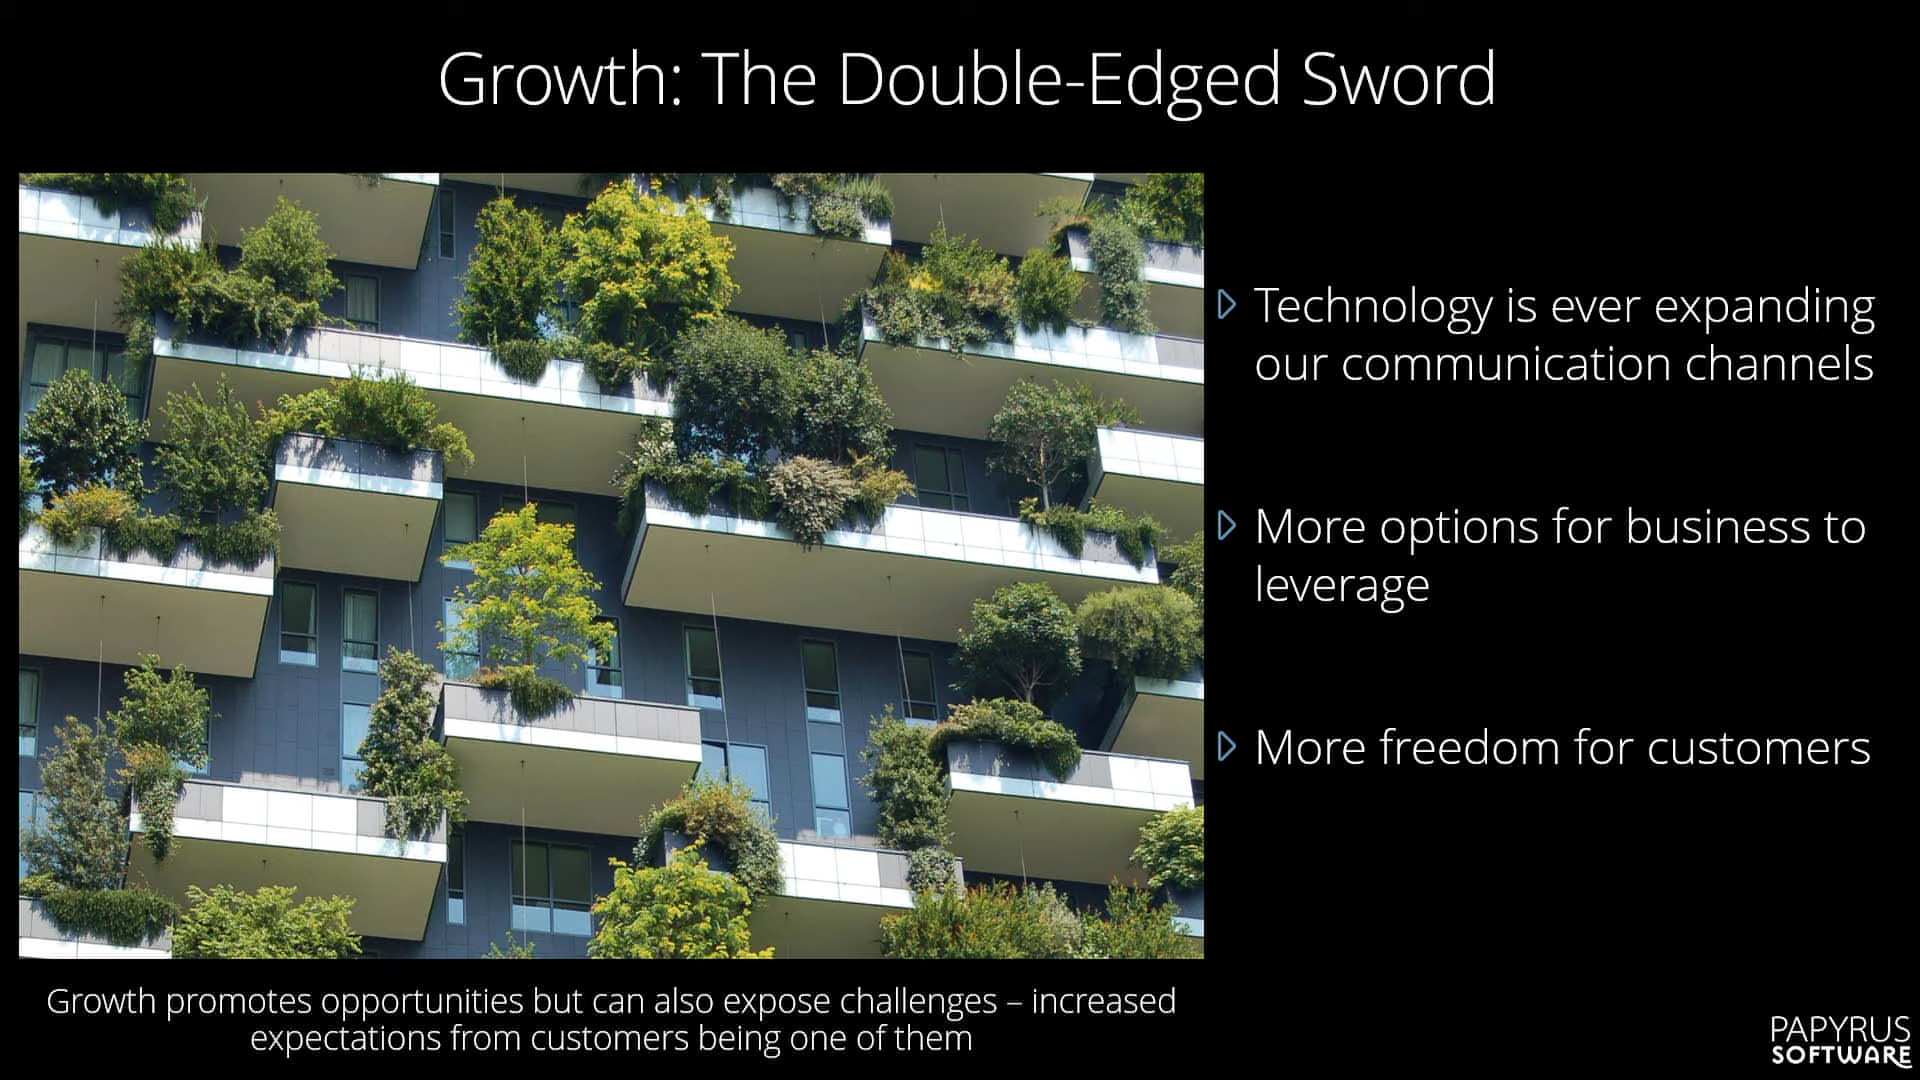 Growth: The Double-Edged Sword
Technology is ever expanding
our communication channels
More options for business to
leverage
More freedom for customers
Growth promotes opportunities but can also expose challenges – increased
expectations from customers being one of them
PAPYRUS
SOFTWARE